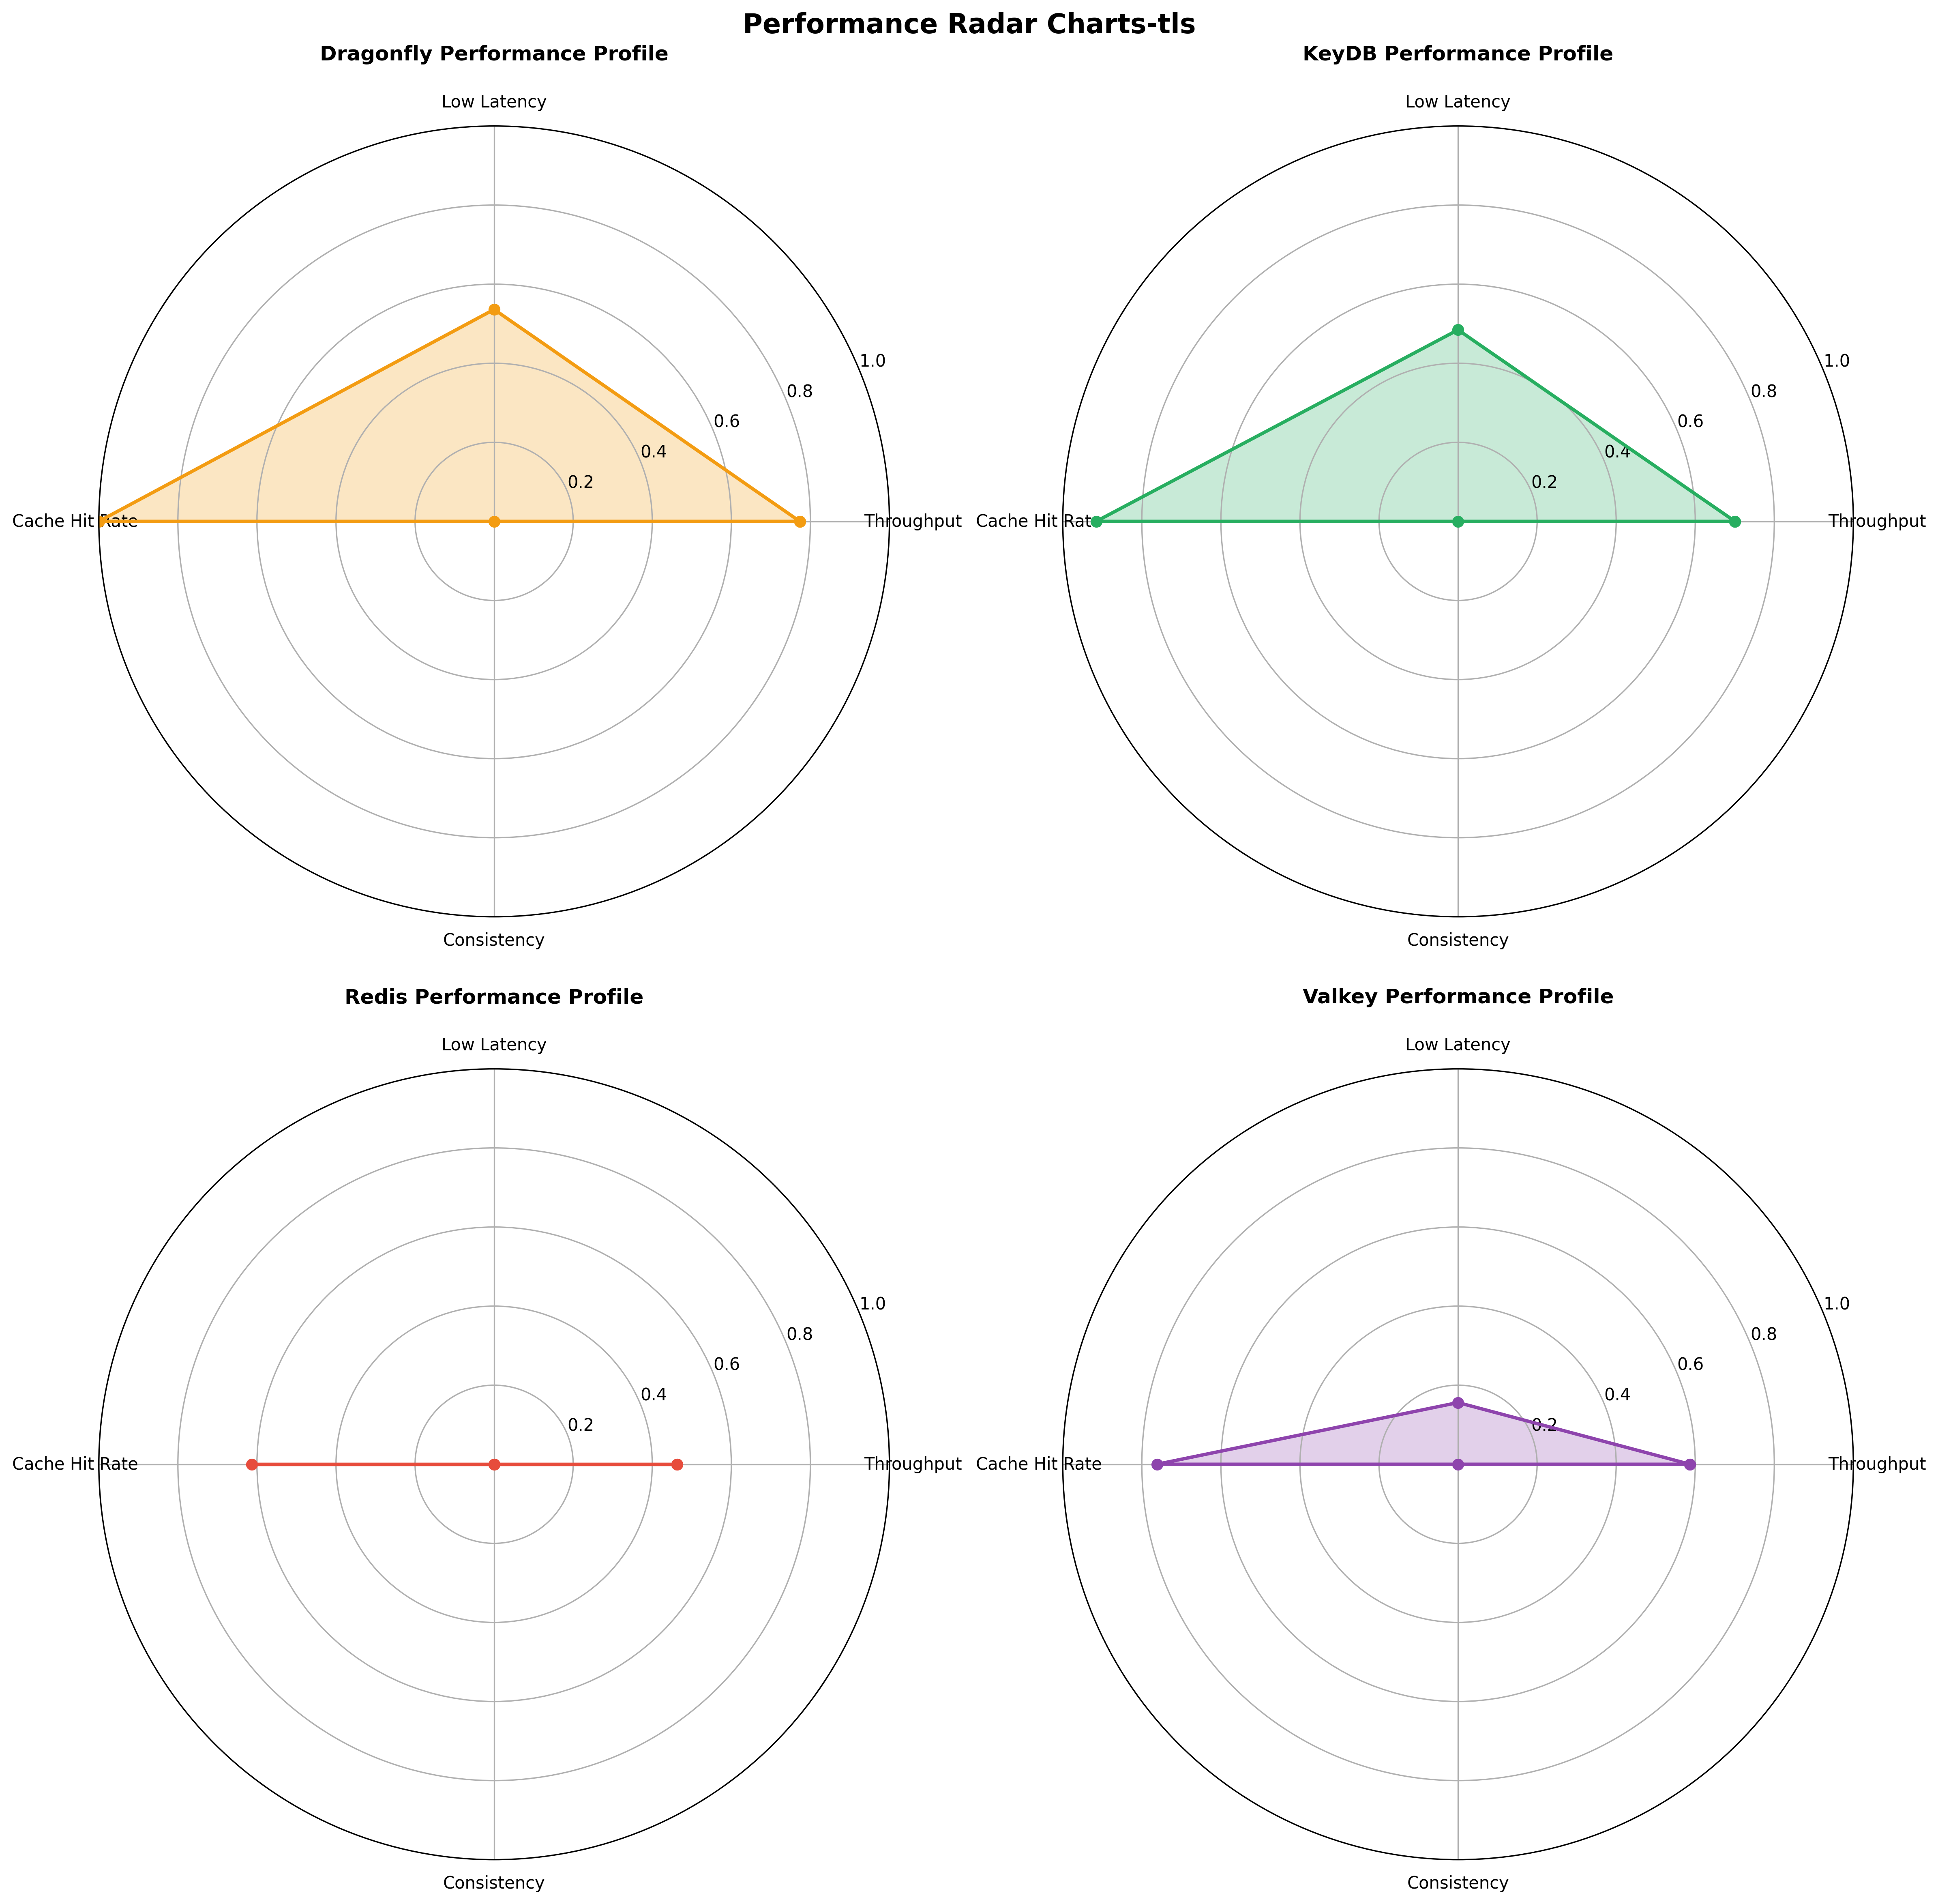 Performance Radar Charts-tls
Dragonfly Performance Profile
Low Latency
1.0
0.8
0.6
0.4
0.2
Cache Hit Rate
Throughput
Consistency
KeyDB Performance Profile
Low Latency
1.0
0.8
0.6
0.4
0.2
Cache Hit Rate
Throughput
Consistency
Redis Performance Profile
Low Latency
1.0
0.8
0.6
0.4
0.2
Cache Hit Rate
Throughput
Consistency
Valkey Performance Profile
Low Latency
1.0
0.8
0.6
0.4
0.2
Cache Hit Rate
Throughput
Consistency